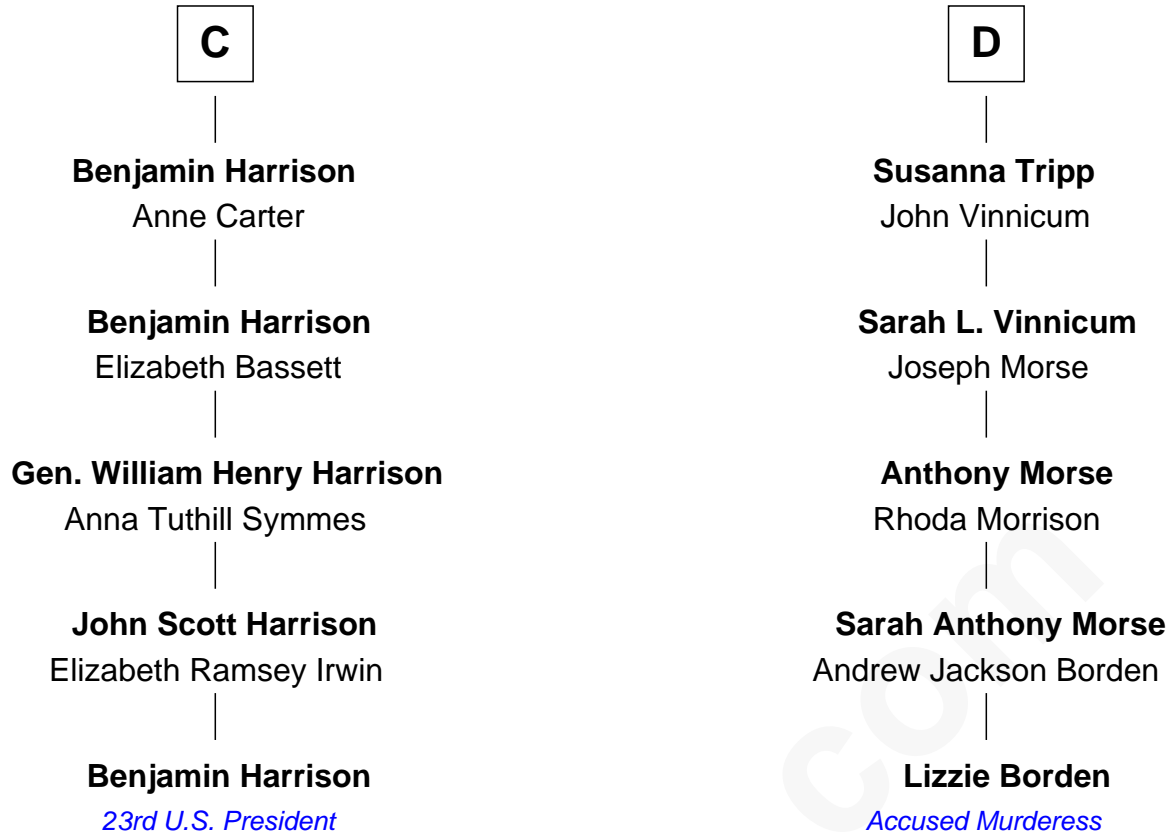 C
Benjamin Harrison
Anne Carter
Benjamin Harrison
Elizabeth Bassett
Gen. William Henry Harrison
Anna Tuthill Symmes
John Scott Harrison
Elizabeth Ramsey Irwin
Benjamin Harrison
23rd U.S. President
D
Susanna Tripp
John Vinnicum
Sarah L. Vinnicum
Joseph Morse
Anthony Morse
Rhoda Morrison
Sarah Anthony Morse
Andrew Jackson Borden
Lizzie Borden
Accused Murderess
com